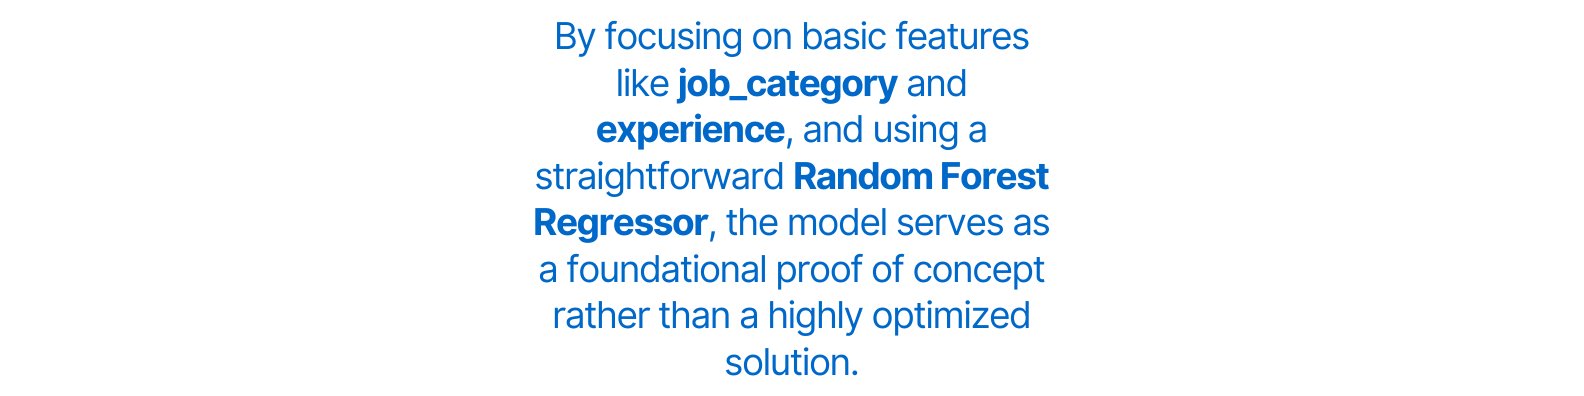 By focusing on basic features
like job_category and
experience, and using a
straightforward Random Forest
Regressor, the model serves as
a foundational proof of concept
rather than a highly optimized
solution.